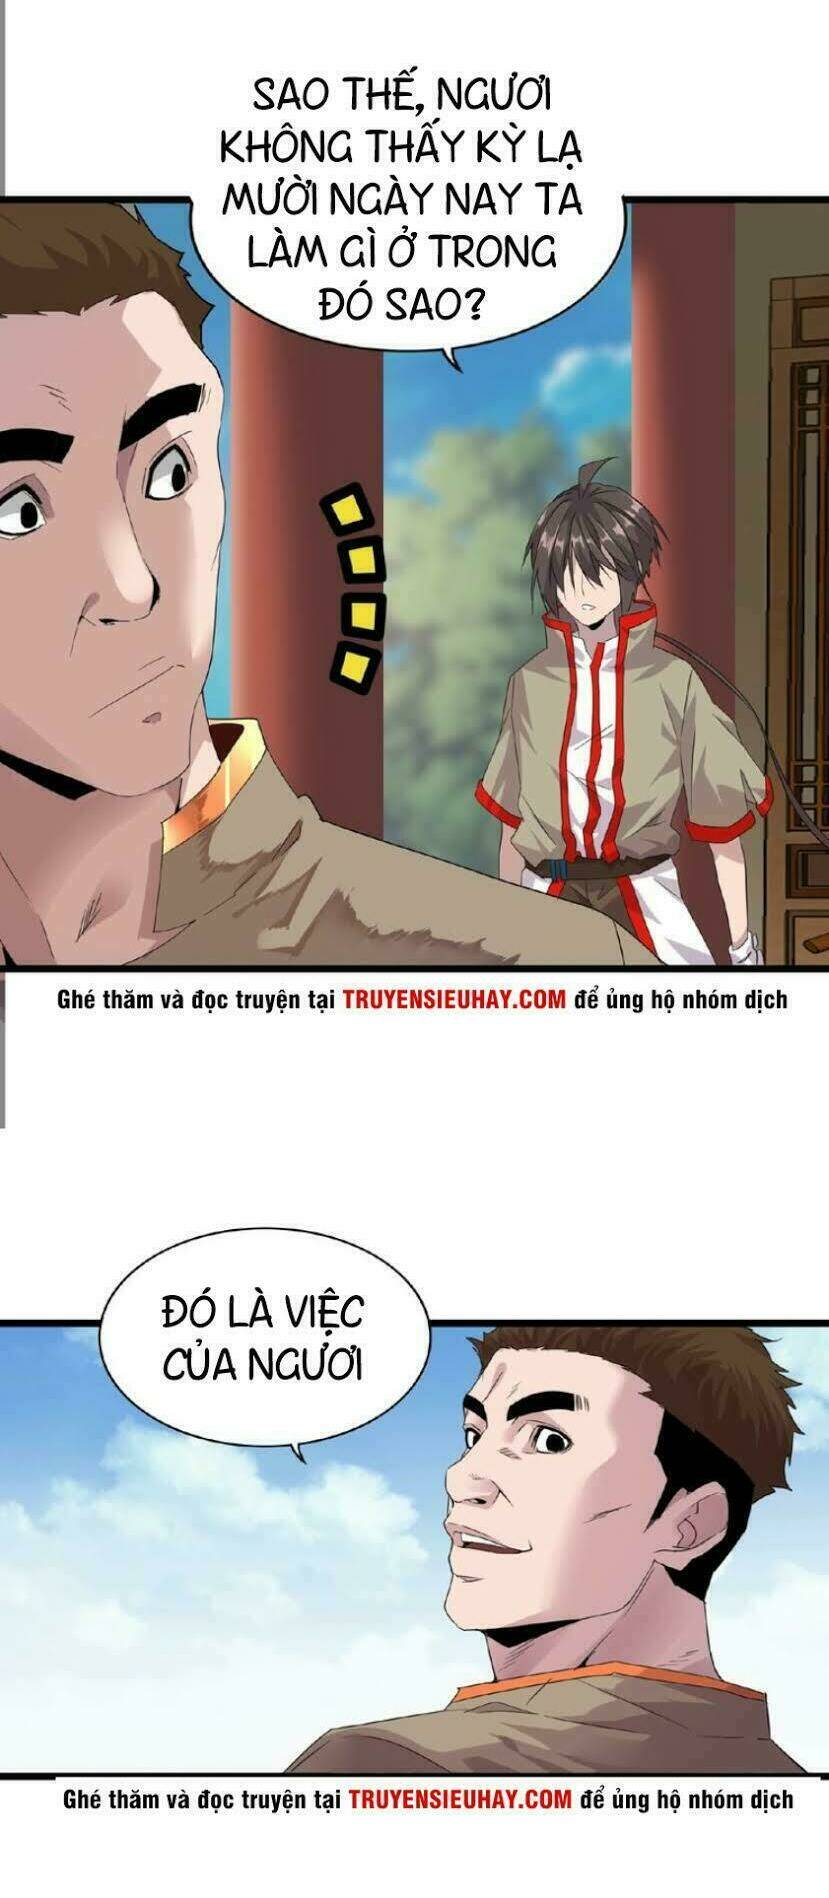 SAO THẾ, NGƯƠI
KHÔNG THẤY KỲ LẠ
MƯỜI NGÀY NAY TA
LÀM GÌ Ở TRONG
ĐÓ SAO?
Ghé thăm và đọc truyện tại TRUYENSIEUHAY.COM để ủng hộ nhóm dịch
ĐÓ LÀ VIỆC
CỦA NGƯƠI
Ghé thăm và đọc truyện tại TRUYENSIEUHAY.COM để ủng hộ nhóm dịch